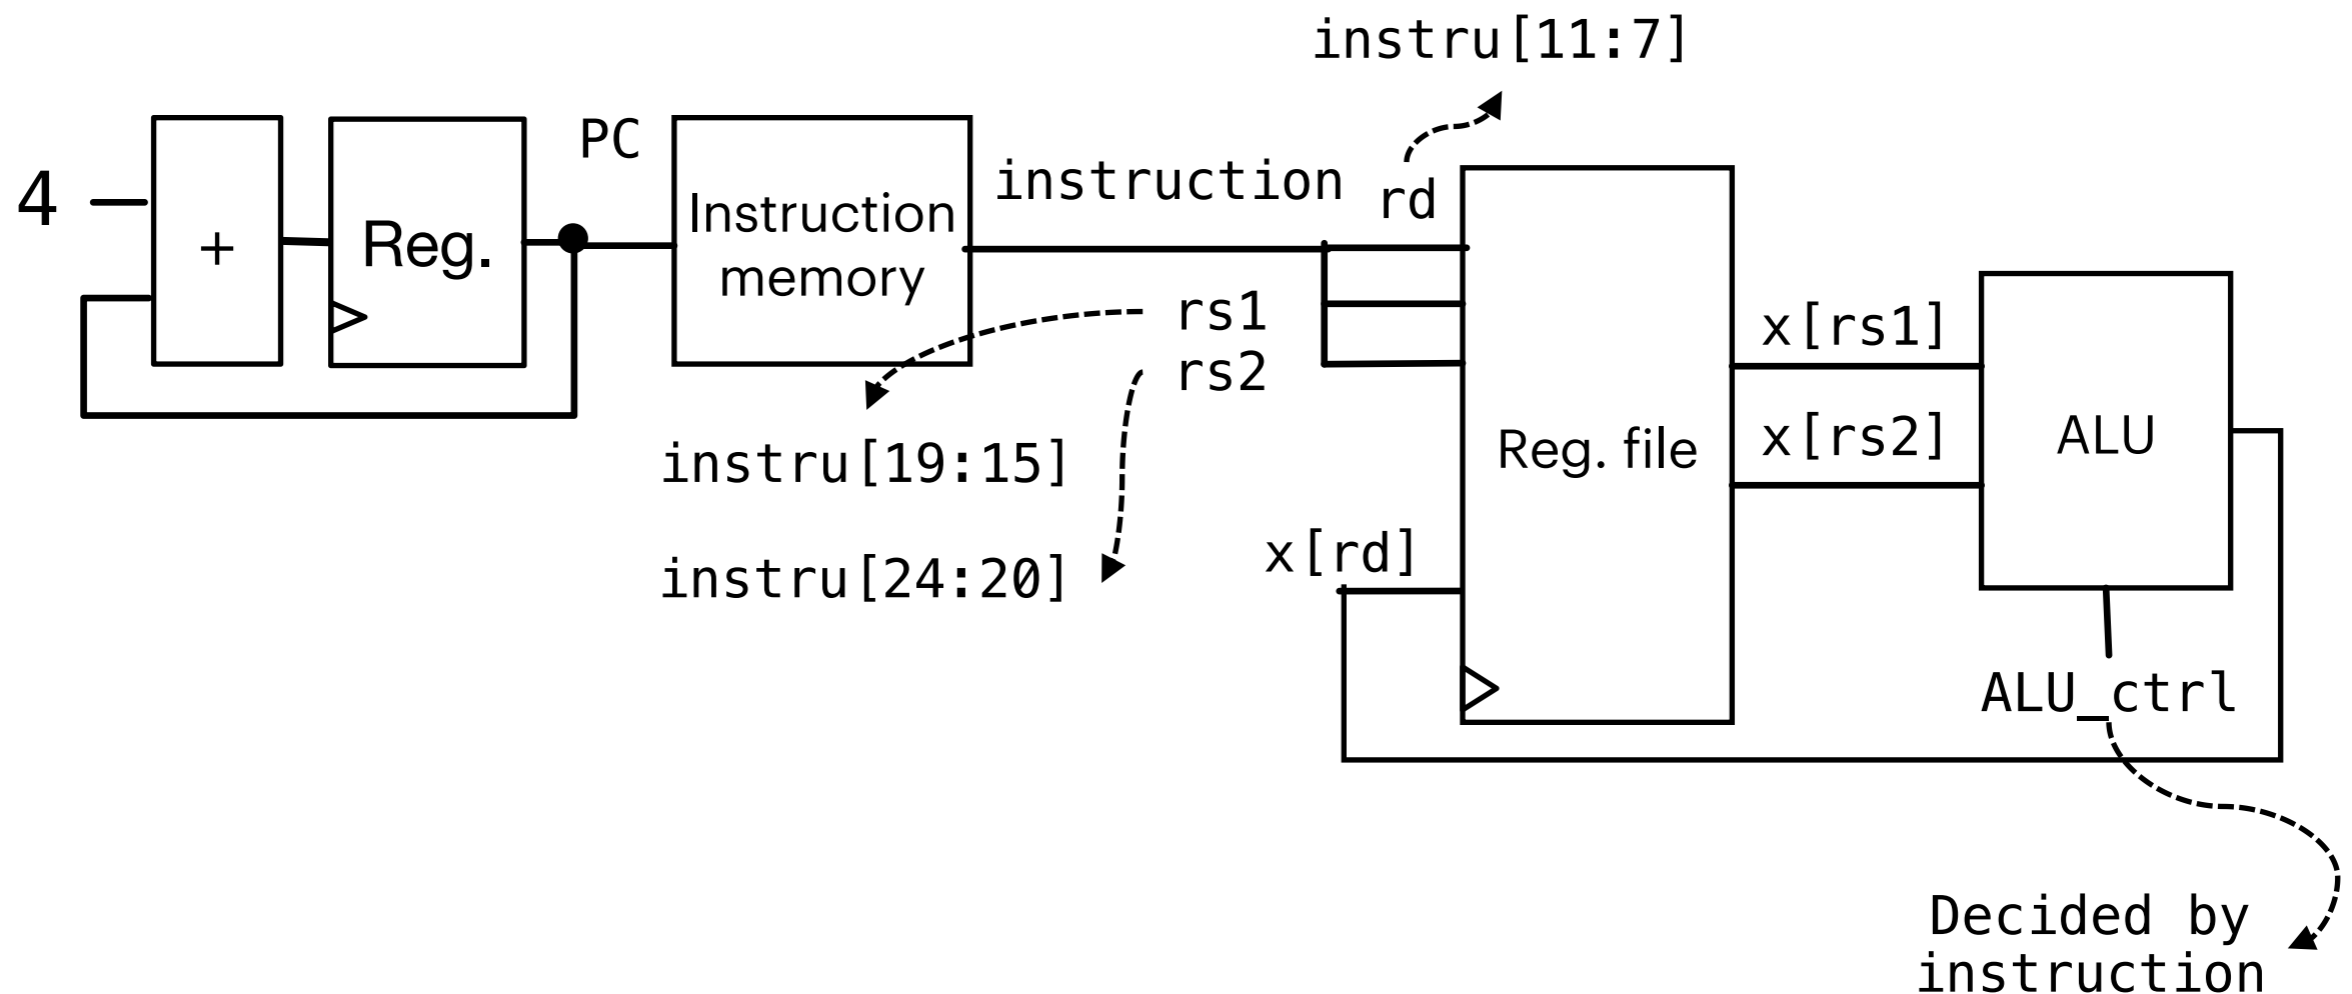 instru[11:7]
4
+
Reg.
PC
Instruction
memory
instruction
rd
rs1
rs2
instru[19:15]
instru[24:20]
x[rd]
Reg. file
x[rs1]
x[rs2]
ALU
ALU_ctrl
Decided by
instruction